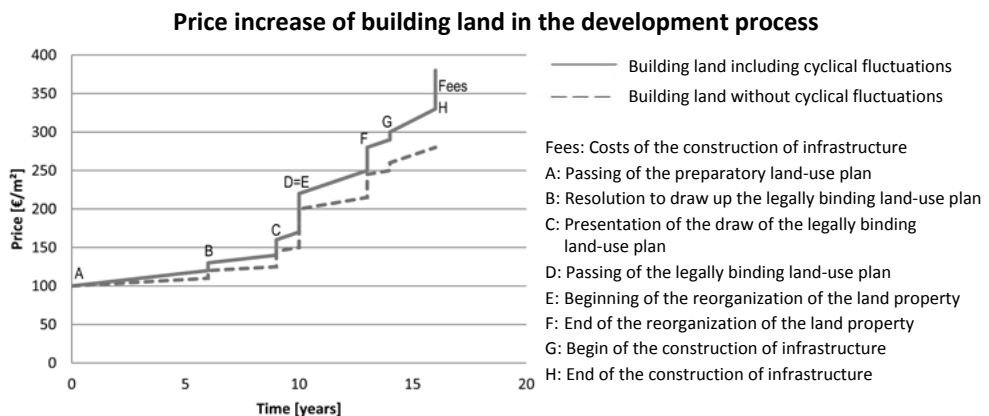 Price increase of building land in the development process
400
350
300
250
200
150
100
50
0
Price [€/m²]
0
5
10
15
20
Time [years]
A
B
C
D=E
F
G
H
Fees
Building land including cyclical fluctuations
Building land without cyclical fluctuations
Fees: Costs of the construction of infrastructure
A: Passing of the preparatory land-use plan
B: Resolution to draw up the legally binding land-use plan
C: Presentation of the draw of the legally binding
land-use plan
D: Passing of the legally binding land-use plan
E: Beginning of the reorganization of the land property
F: End of the reorganization of the land property
G: Begin of the construction of infrastructure
H: End of the construction of infrastructure